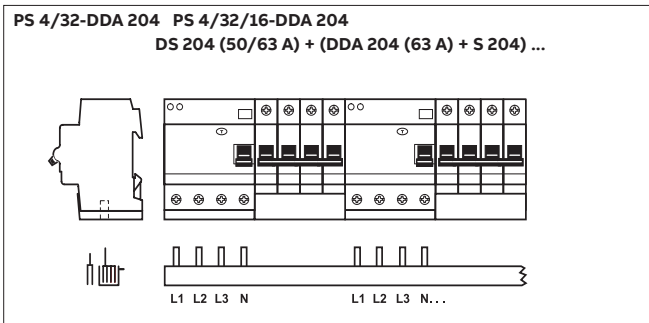 PS 4/32-DDA 204 PS 4/32/16-DDA 204
DS 204 (50/63 A) + (DDA 204 (63 A) + S 204) ...
T T
L1 L2 L3 N L1 L2 L3 N...